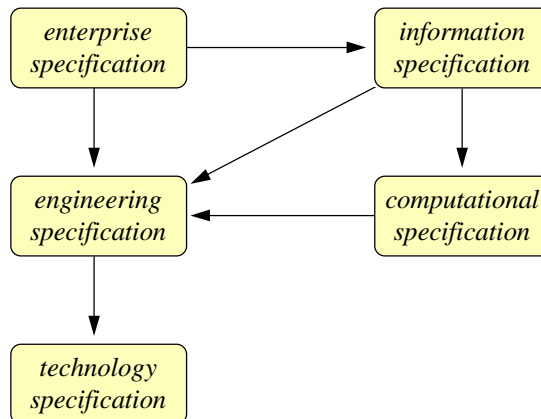 enterprise
specification
information
specification
engineering
specification
computational
specification
technology
specification